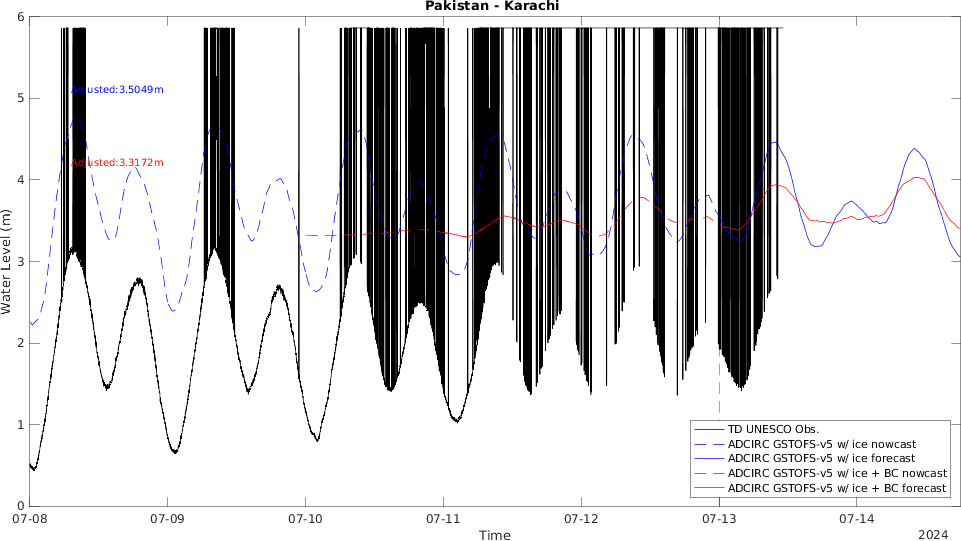 Pakistan - Karachi
6
5
4
3
2
1
0
Water Level (m)
Adjusted:3.5049m
Adjusted:3.3172m
TD UNESCO Obs.
ADCIRC GSTOFS-v5 w/ ice nowcast
ADCIRC GSTOFS-v5 w/ ice forecast
ADCIRC GSTOFS-v5 w/ ice + BC nowcast
ADCIRC GSTOFS-v5 w/ ice + BC forecast
07-08 07-09 07-10 07-11 07-12 07-13 07-14
Time
2024